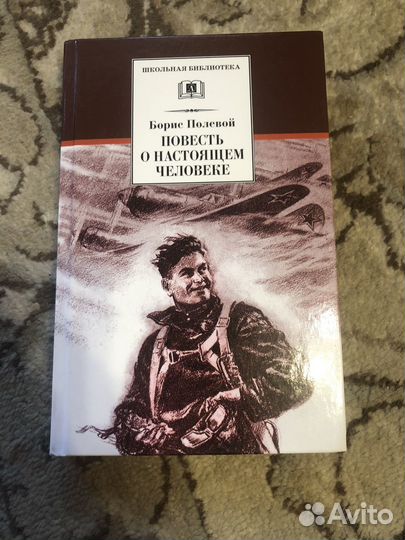 ШКОЛЬНАЯ БИБЛИОТЕКА
Борис Полевой
ПОВЕСТЬ
О НАСТОЯЩЕМ
ЧЕЛОВЕКЕ
Avito